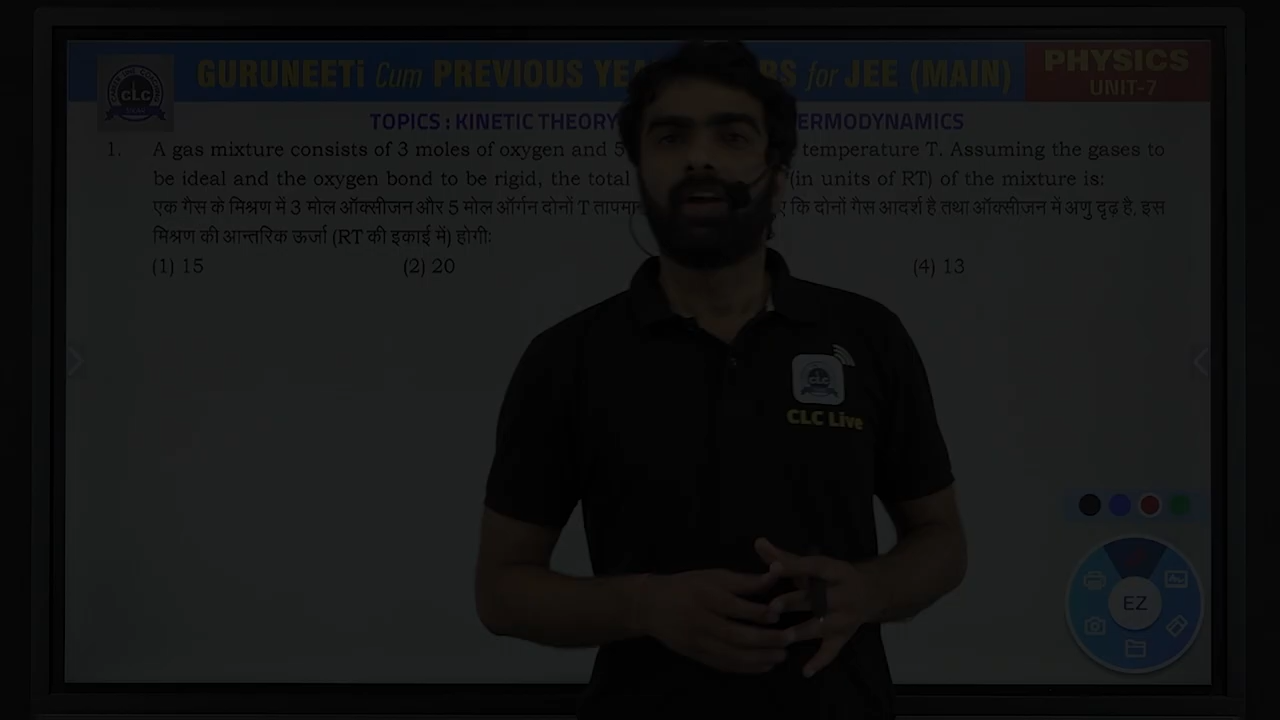 GURUNEETi Cum PREVIOUS YEA RS for JEE (MAIN)
PHYSICS
UNIT-7
CLC
TOPICS : KINETIC THEORY ERMODYNAMICS
1. A gas mixture consists of 3 moles of oxygen and 5 temperature T. Assuming the gases to
be ideal and the oxygen bond to be rigid, the total (in units of RT) of the mixture is:
एक गैस के मिश्रण में 3 मोल ऑक्सीजन और 5 मोल ऑर्गन दोनों T तापमान कि दोनों गैस आदर्श है तथा ऑक्सीजन में अणु दृढ़ है, इस
मिश्रण की आन्तरिक ऊर्जा (RT की इकाई में) होगीः
(1) 15 (2) 20 (4) 13
CLC
CLC Live
EZ